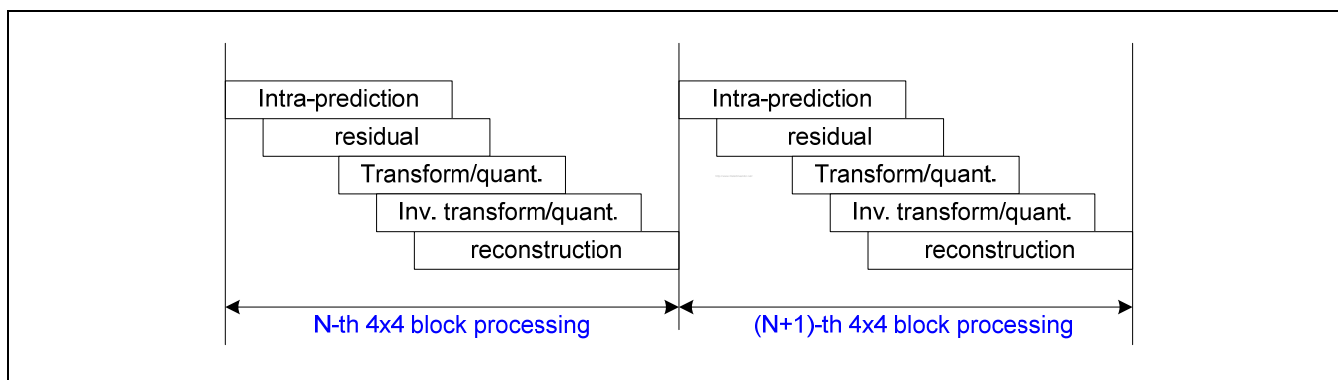 Intra-prediction
residual
Transform/quant.
Inv. transform/quant.
reconstruction
N-th 4x4 block processing
Intra-prediction
residual
Transform/quant.
Inv. transform/quant.
reconstruction
(N+1)-th 4x4 block processing